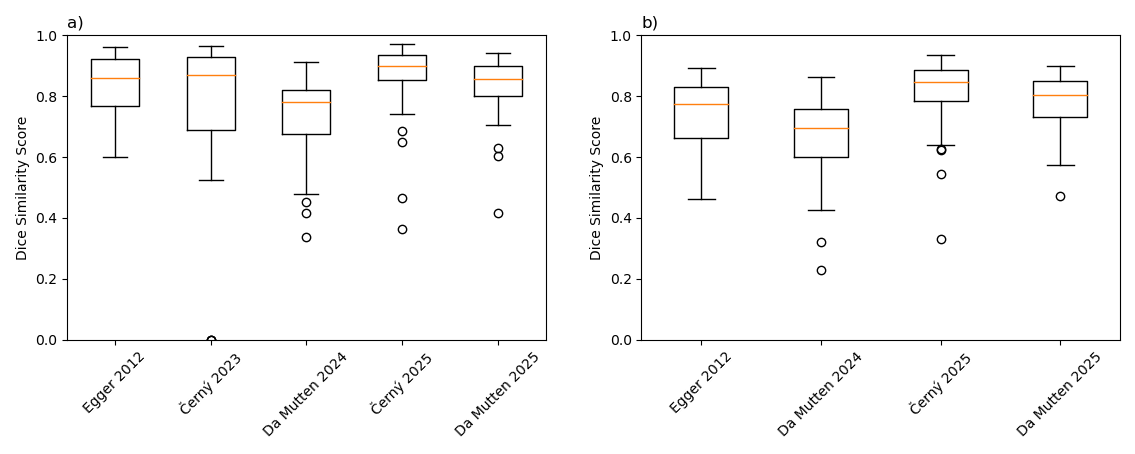 a)
Dice Similarity Score
1.0
0.8
0.6
0.4
0.2
0.0
Egger 2012
Černý 2023
Da Mutten 2024
Černý 2025
Da Mutten 2025
b)
Dice Similarity Score
1.0
0.8
0.6
0.4
0.2
0.0
Egger 2012
Da Mutten 2024
Černý 2025
Da Mutten 2025